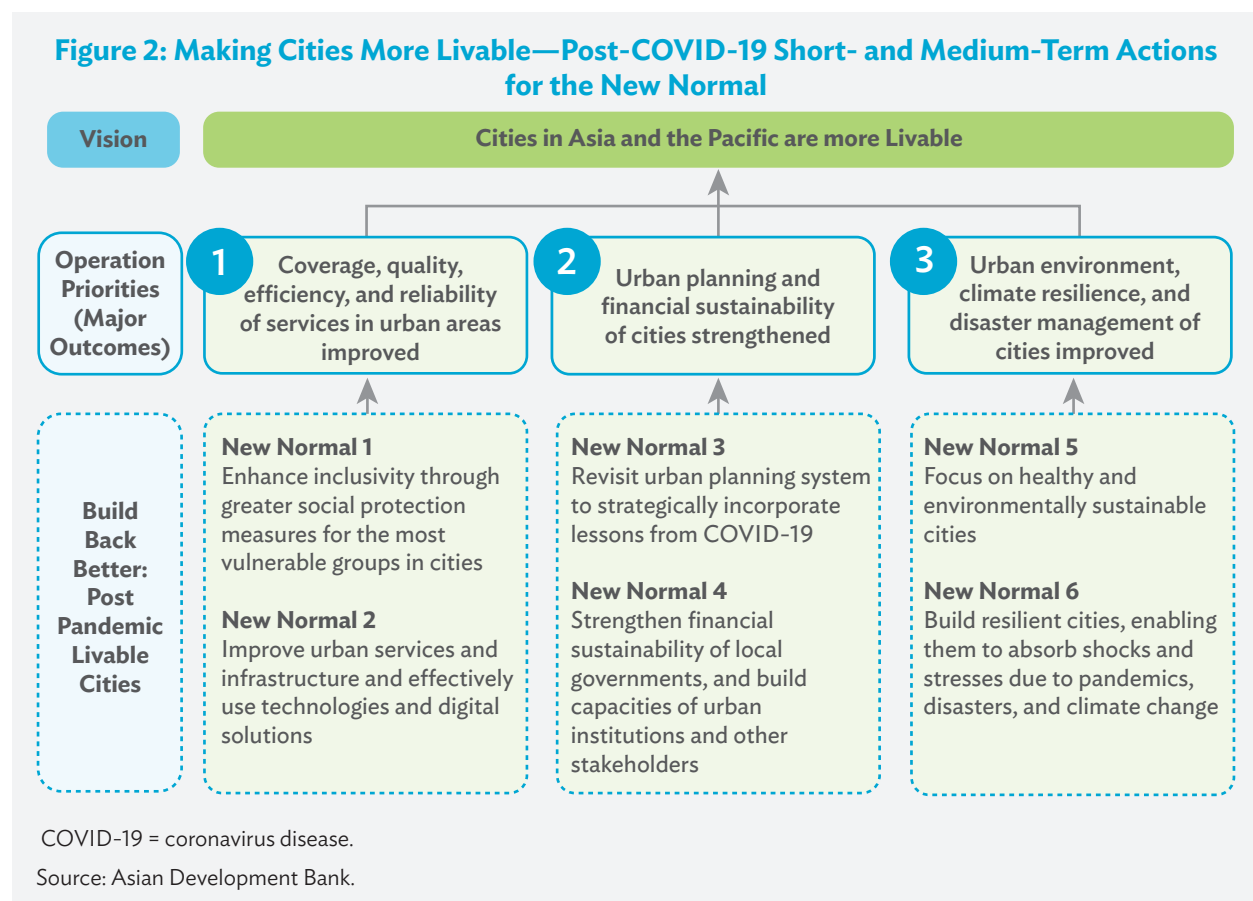 Figure 2: Making Cities More Livable—Post-COVID-19 Short- and Medium-Term Actions
for the New Normal
Vision
Cities in Asia and the Pacific are more Livable
Operation
Priorities
(Major
Outcomes)
1
Coverage, quality,
efficiency, and reliability
of services in urban areas
improved
2
Urban planning and
financial sustainability
of cities strengthened
3
Urban environment,
climate resilience, and
disaster management of
cities improved
Build
Back
Better:
Post
Pandemic
Livable
Cities
New Normal 1
Enhance inclusivity through
greater social protection
measures for the most
vulnerable groups in cities
New Normal 2
Improve urban services and
infrastructure and effectively
use technologies and digital
solutions
New Normal 3
Revisit urban planning system
to strategically incorporate
lessons from COVID-19
New Normal 4
Strengthen financial
sustainability of local
governments, and build
capacities of urban
institutions and other
stakeholders
New Normal 5
Focus on healthy and
environmentally sustainable
cities
New Normal 6
Build resilient cities, enabling
them to absorb shocks and
stresses due to pandemics,
disasters, and climate change
COVID-19 = coronavirus disease.
Source: Asian Development Bank.